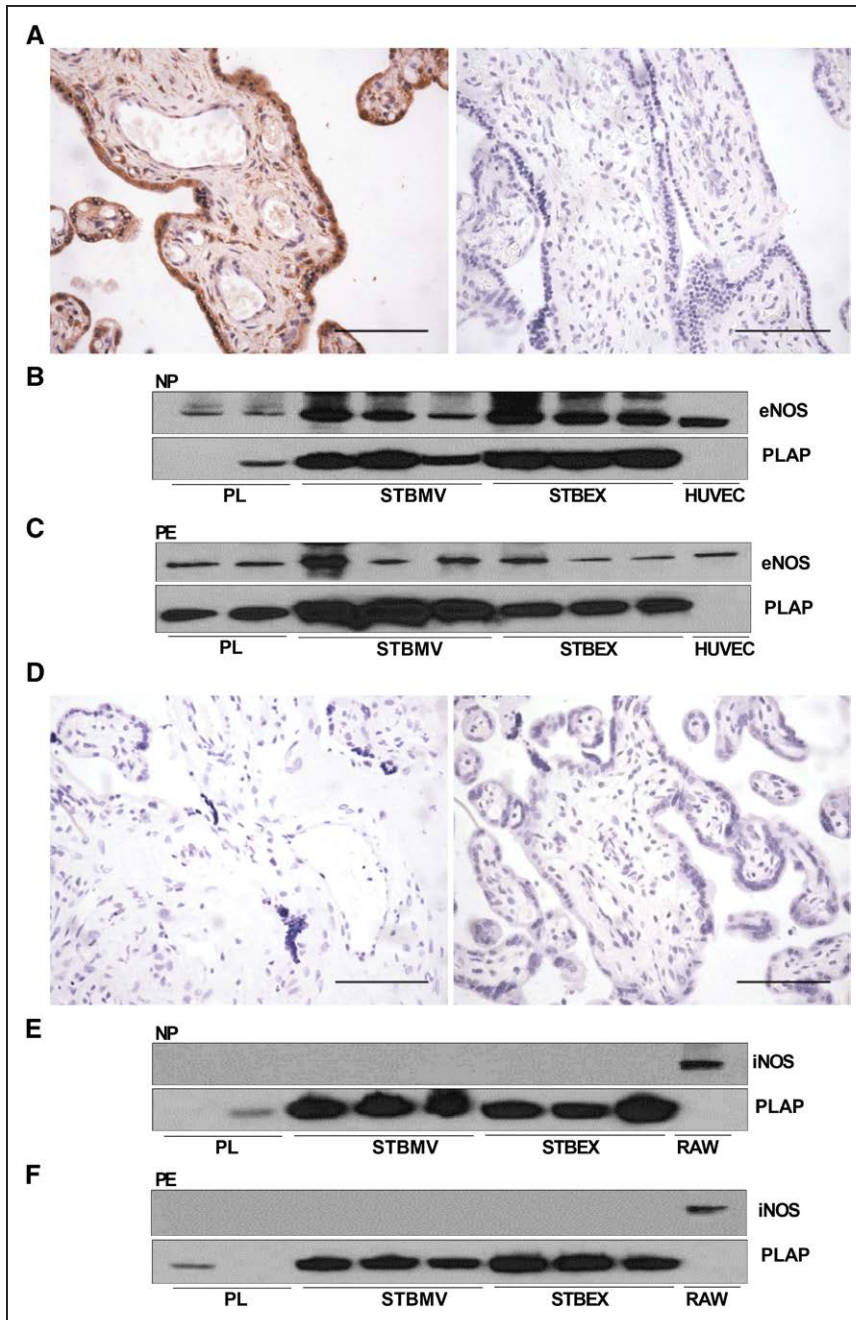 A
B
NP
eNOS
PLAP
PL STBMV STBEX HUVEC
C
PE
eNOS
PLAP
PL STBMV STBEX HUVEC
D
E
NP
iNOS
PLAP
PL STBMV STBEX RAW
F
PE
iNOS
PLAP
PL STBMV STBEX RAW